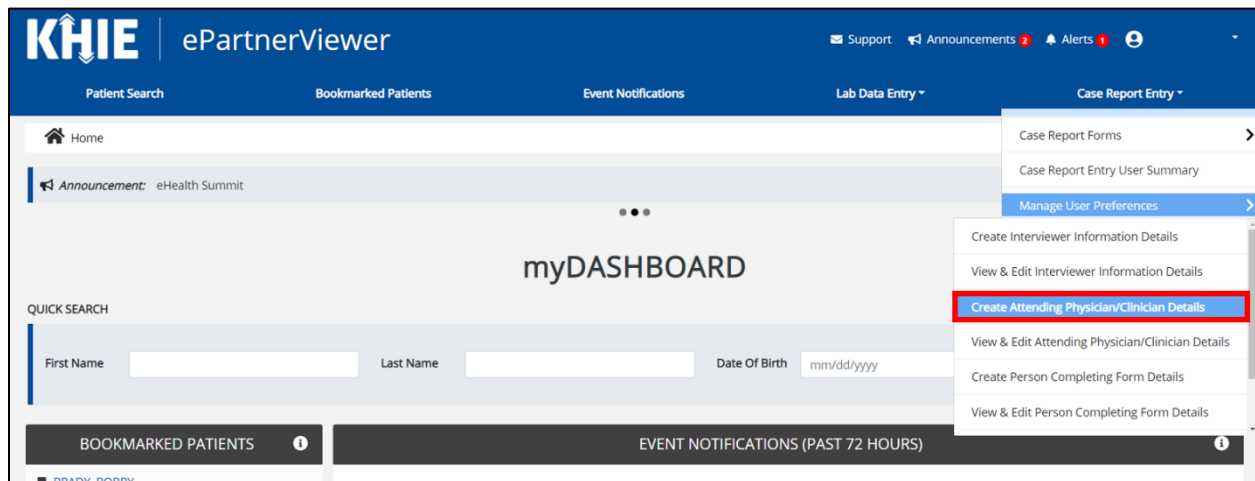 KHIE ePartnerViewer
Support Announcements 2 Alerts 1
Patient Search Bookmarked Patients Event Notifications Lab Data Entry Case Report Entry
Home
Case Report Forms
Case Report Entry User Summary
Announcement: eHealth Summit
Manage User Preferences
Create Interviewer Information Details
View & Edit Interviewer Information Details
Create Attending Physician/Clinician Details
View & Edit Attending Physician/Clinician Details
Create Person Completing Form Details
View & Edit Person Completing Form Details
myDASHBOARD
QUICK SEARCH
First Name Last Name Date Of Birth mm/dd/yyyy
BOOKMARKED PATIENTS EVENT NOTIFICATIONS (PAST 72 HOURS)
BRADY, BOBBY